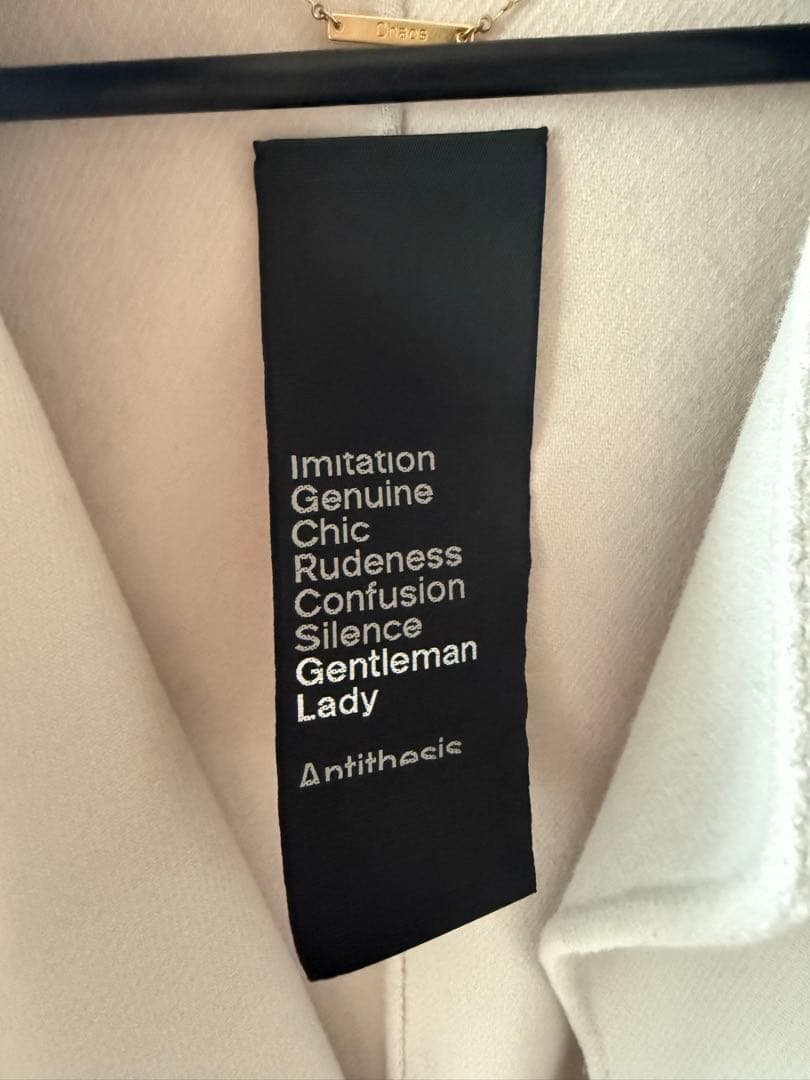 Chaos
Imitation
Genuine
Chic
Rudeness
Confusion
Silence
Gentleman
Lady
Antithesis